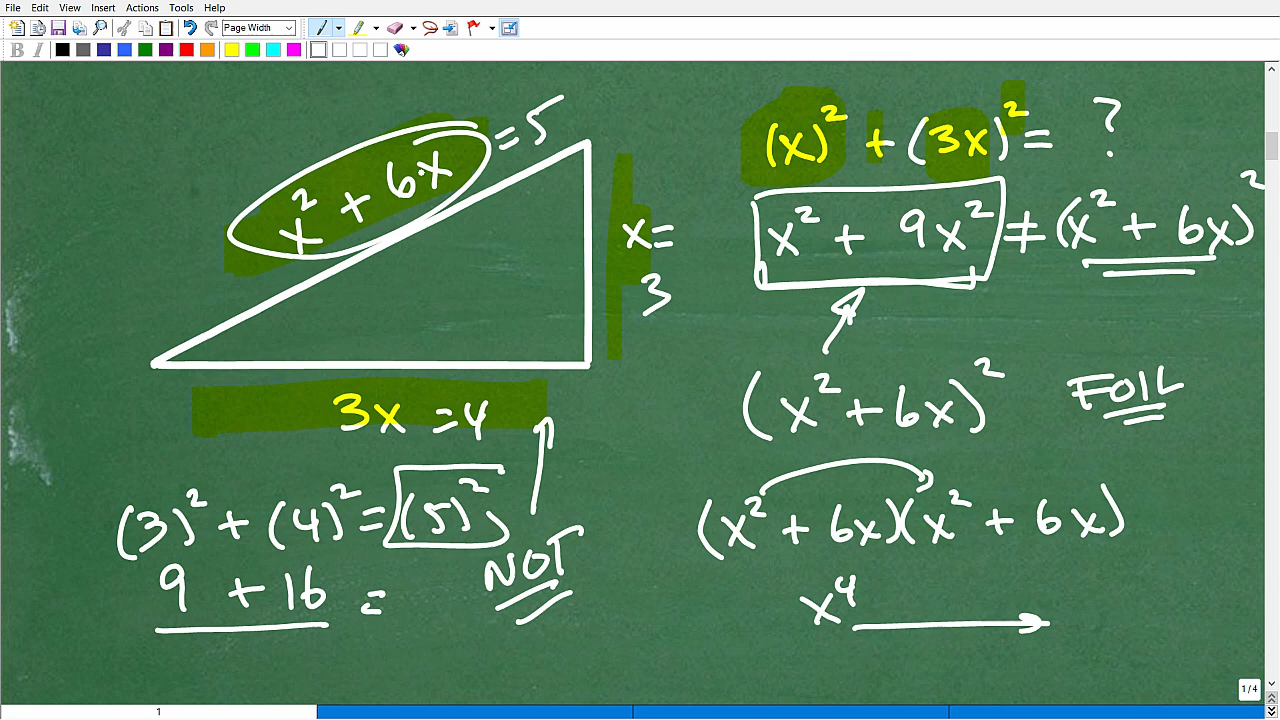 File Edit View Insert Actions Tools Help
Page Width
B I
x² + 6x = 5
x = 3
3x = 4
(3)² + (4)² = (5)²
9 + 16 =
NOT
(x)² + (3x)² = ?
x² + 9x² ≠ (x² + 6x)²
(x² + 6x)² FOIL
(x² + 6x)(x² + 6x)
x⁴
1/4
1